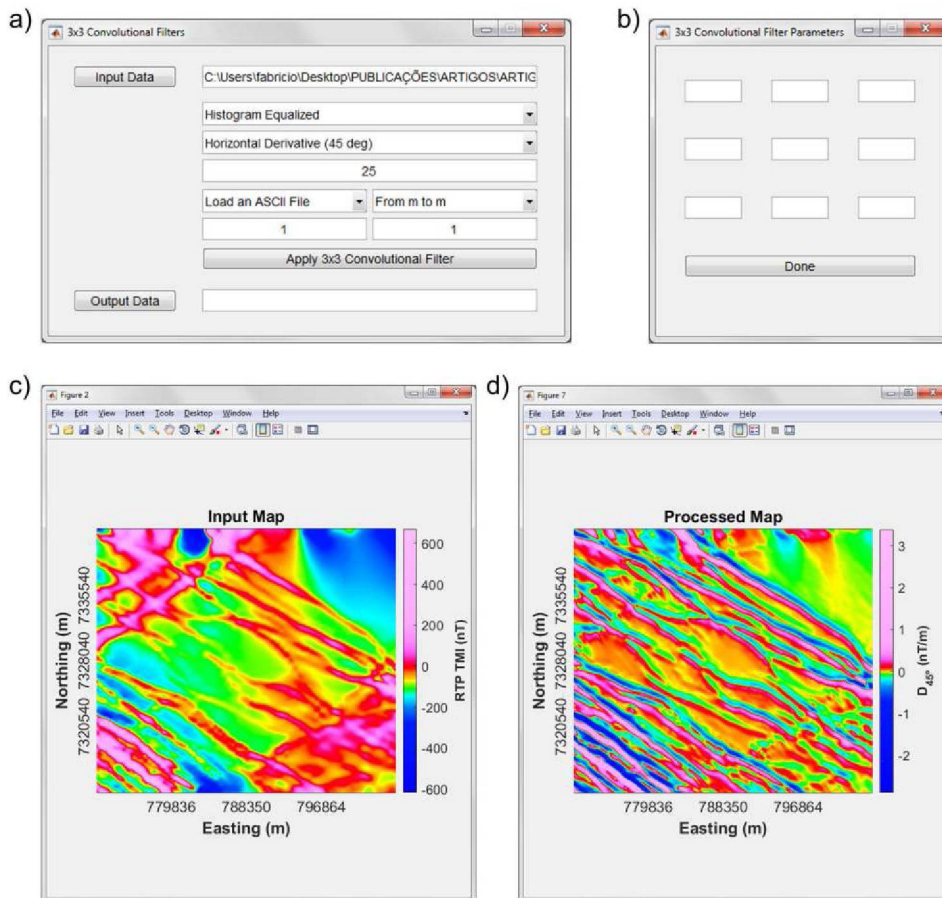 a)
3x3 Convolutional Filters
Input Data
C:\Users\fabricio\Desktop\PUBLICAÇÕES\ARTIGOS\ARTIG
Histogram Equalized
Horizontal Derivative (45 deg)
25
Load an ASCII File
From m to m
1
1
Apply 3x3 Convolutional Filter
Output Data
b)
3x3 Convolutional Filter Parameters
Done
c)
Figure 2
File Edit View Insert Tools Desktop Window Help
Input Map
Northing (m)
7335540
7328040
7320540
779836
788350
796864
Easting (m)
600
400
200
0
-200
-400
-600
RTP TMI (nT)
d)
Figure 7
File Edit View Insert Tools Desktop Window Help
Processed Map
Northing (m)
7335540
7328040
7320540
779836
788350
796864
Easting (m)
3
2
1
0
-1
-2
D45º (nT/m)